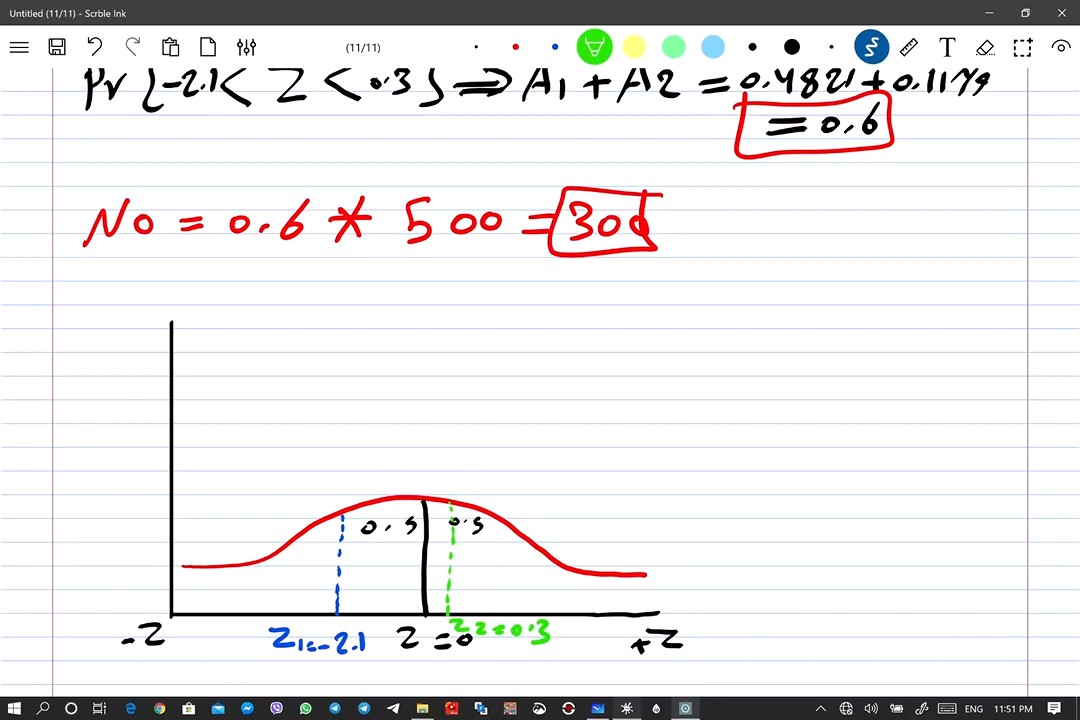 Untitled (11/11) - Scrble Ink
(11/11)
Pr {-2.1 < Z < 0.3} ⟹ A1 + A2 = 0.4821 + 0.1179
= 0.6
No = 0.6 * 500 = 300
0.5 0.5
-Z Z1=-2.1 Z=0 Z2=0.3 +Z
ENG 11:51 PM